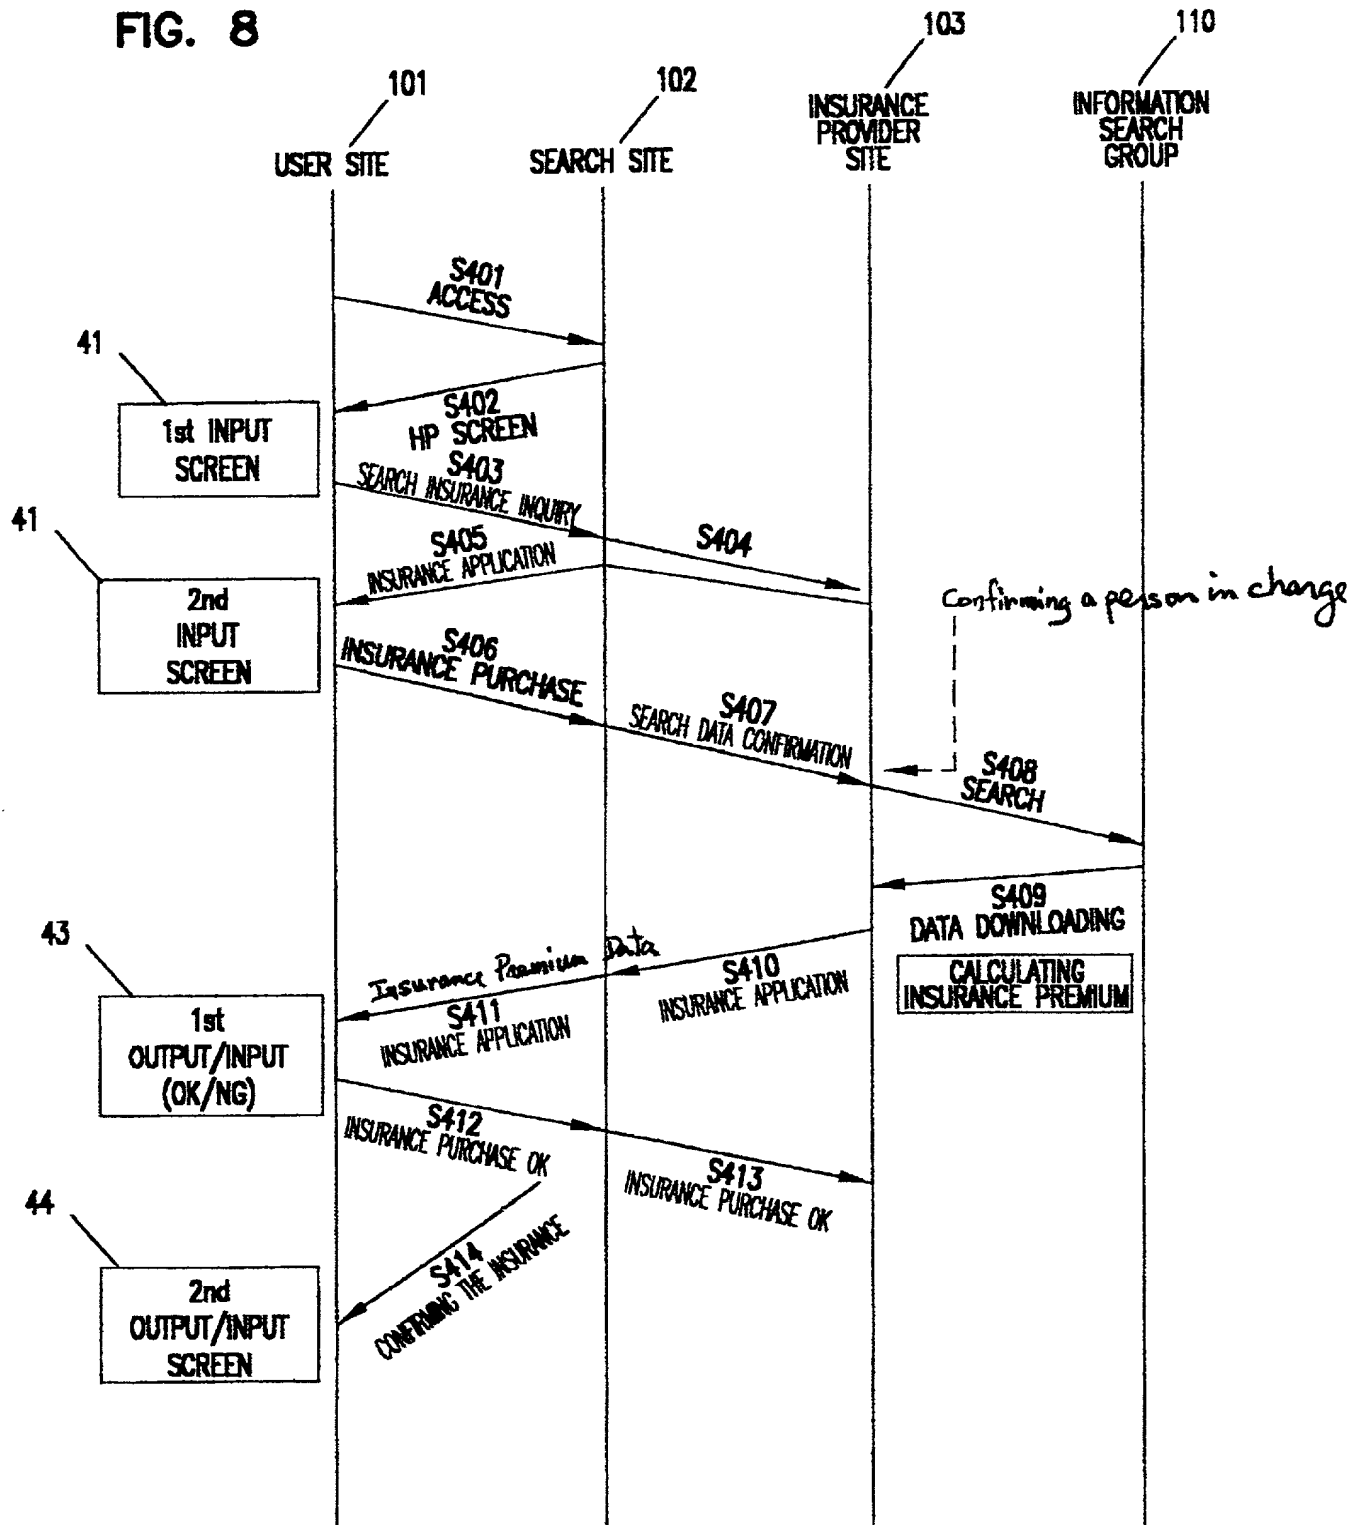 FIG. 8
101
USER SITE
102
SEARCH SITE
103
INSURANCE
PROVIDER
SITE
110
INFORMATION
SEARCH
GROUP
S401
ACCESS
41
1st INPUT
SCREEN
S402
HP SCREEN
S403
SEARCH INSURANCE INQUIRY
S404
41
2nd
INPUT
SCREEN
S405
INSURANCE APPLICATION
Confirming a person in change
S406
INSURANCE PURCHASE
S407
SEARCH DATA CONFIRMATION
S408
SEARCH
S409
DATA DOWNLOADING
CALCULATING
INSURANCE PREMIUM
43
1st
OUTPUT/INPUT
(OK/NG)
Insurance Premium Data
S410
INSURANCE APPLICATION
S411
INSURANCE APPLICATION
S412
INSURANCE PURCHASE OK
S413
INSURANCE PURCHASE OK
44
2nd
OUTPUT/INPUT
SCREEN
S414
CONFIRMING THE INSURANCE